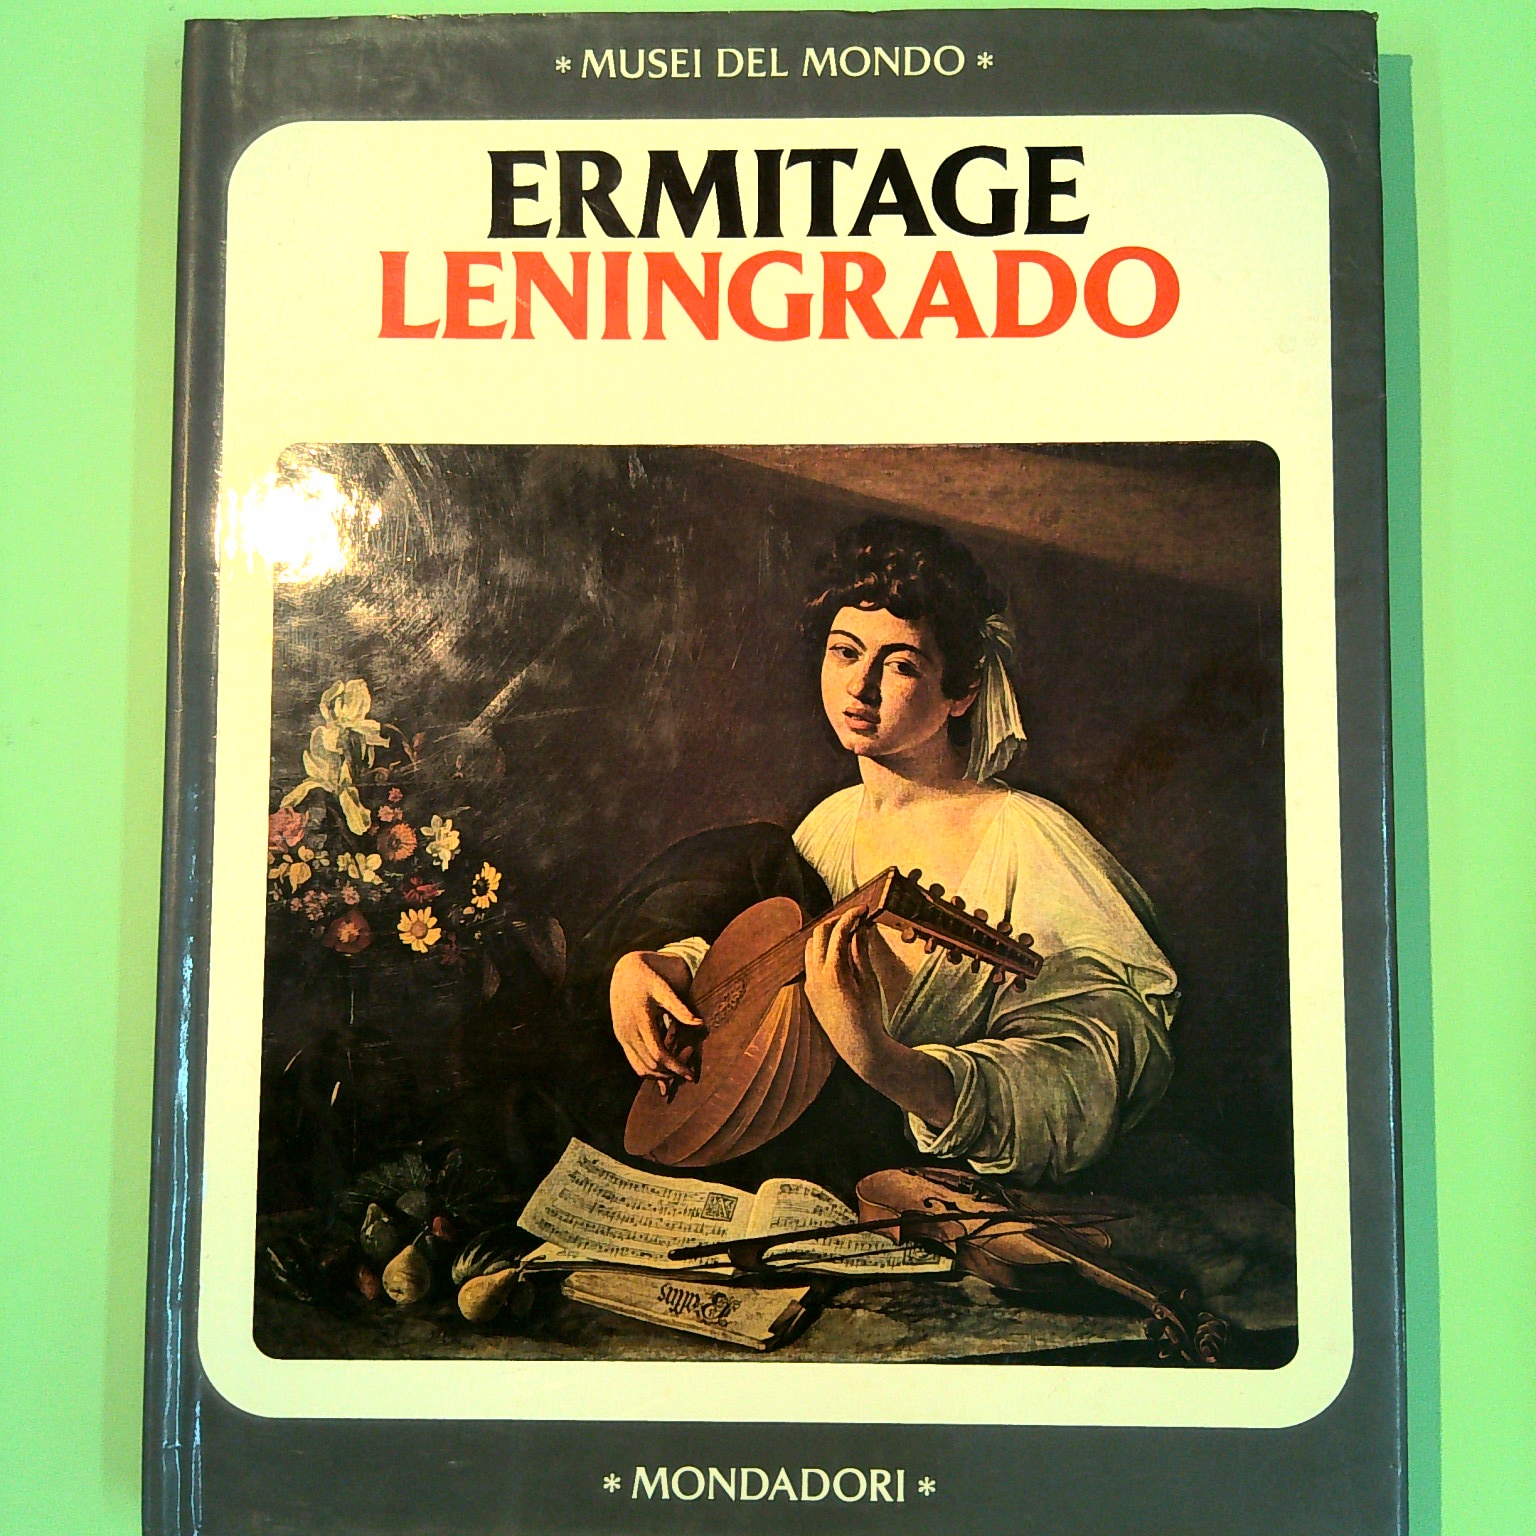 * MUSEI DEL MONDO *
ERMITAGE
LENINGRADO
* MONDADORI *